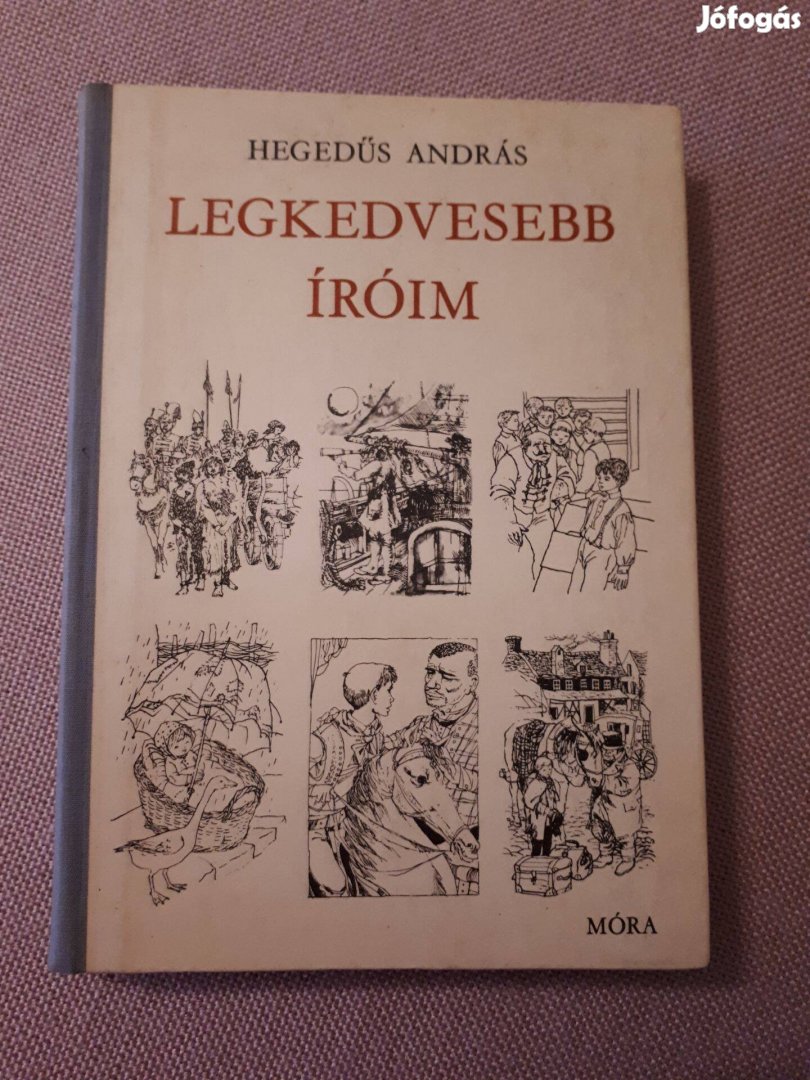 Jófogás
HEGEDŰS ANDRÁS
LEGKEDVESEBB
ÍRÓIM
MÓRA